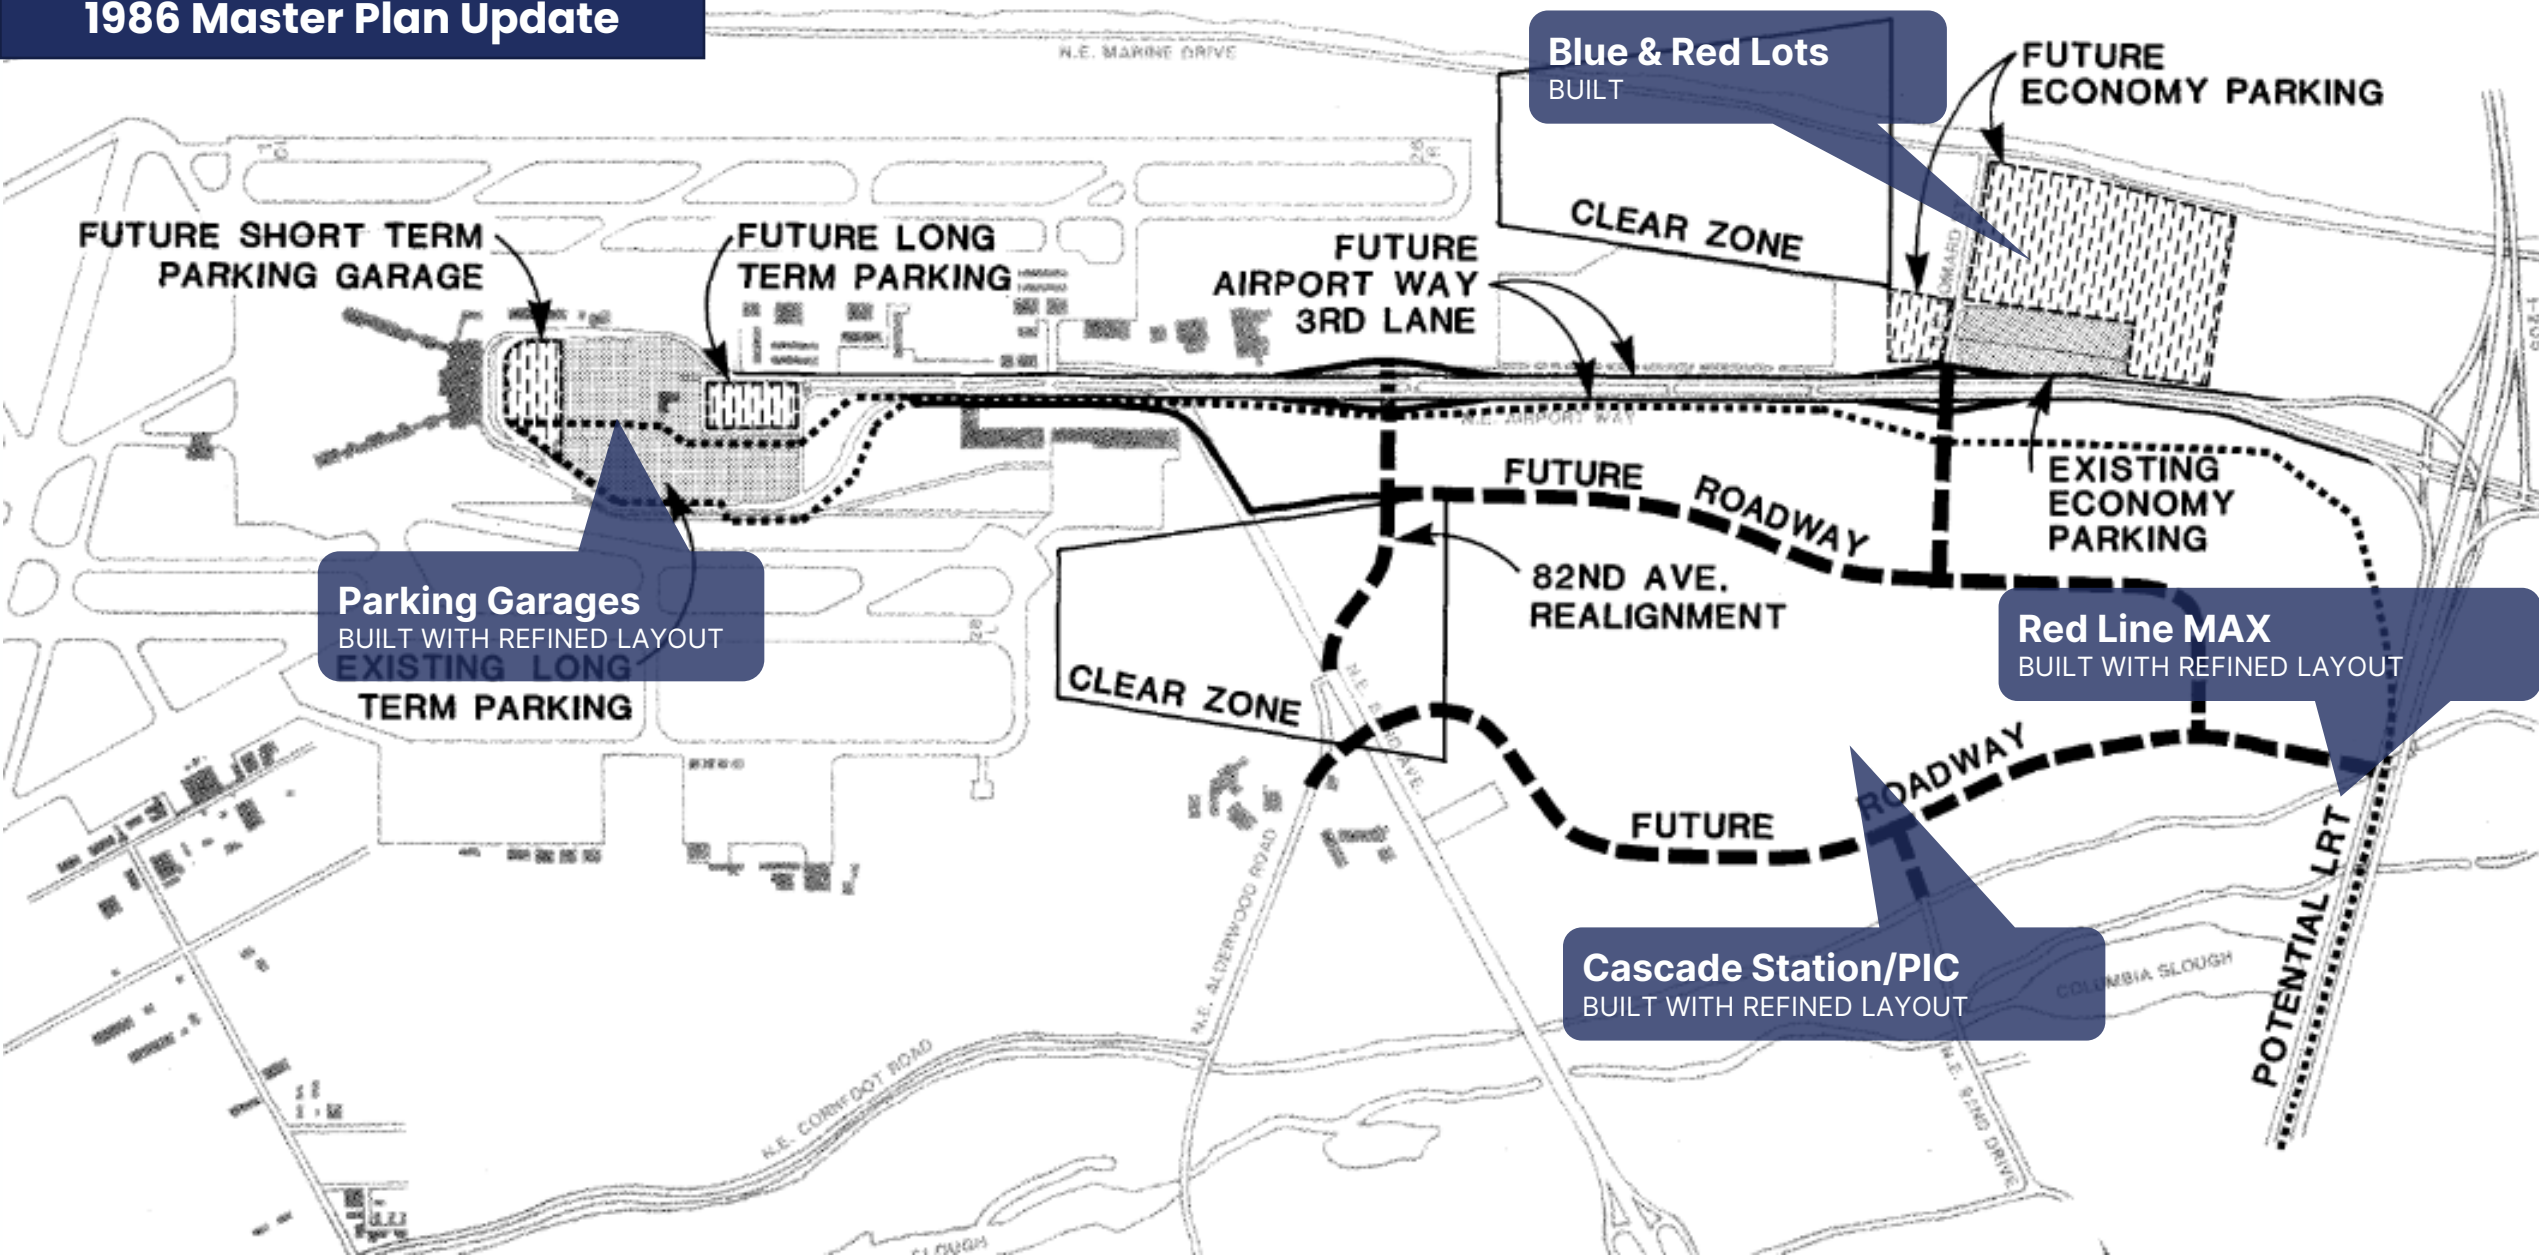 1986 Master Plan Update
N.E. MARINE DRIVE
Blue & Red Lots
BUILT
FUTURE
ECONOMY PARKING
FUTURE SHORT TERM
PARKING GARAGE
FUTURE LONG
TERM PARKING
FUTURE
AIRPORT WAY
3RD LANE
CLEAR ZONE
N.E. AIRPORT WAY
EXISTING
ECONOMY
PARKING
FUTURE ROADWAY
82ND AVE.
REALIGNMENT
Parking Garages
BUILT WITH REFINED LAYOUT
EXISTING LONG
TERM PARKING
Red Line MAX
BUILT WITH REFINED LAYOUT
CLEAR ZONE
FUTURE ROADWAY
POTENTIAL LRT
N.E. ALDERWOOD ROAD
Cascade Station/PIC
BUILT WITH REFINED LAYOUT
COLUMBIA SLOUGH
N.E. CORNFOOT ROAD
N.E. 92ND DRIVE
SLOUGH